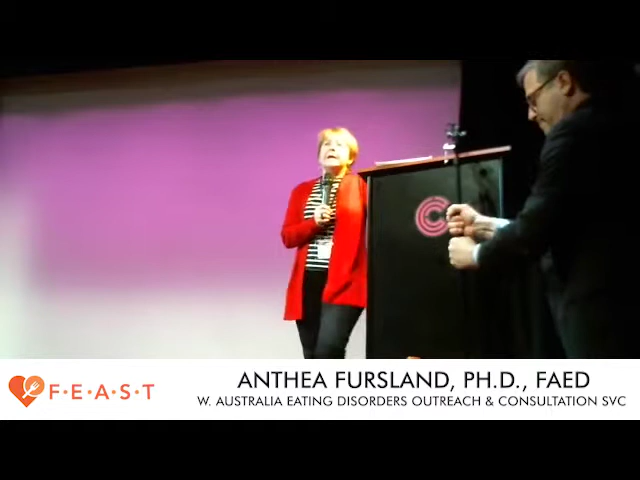 F·E·A·S·T
ANTHEA FURSLAND, PH.D., FAED
W. AUSTRALIA EATING DISORDERS OUTREACH & CONSULTATION SVC